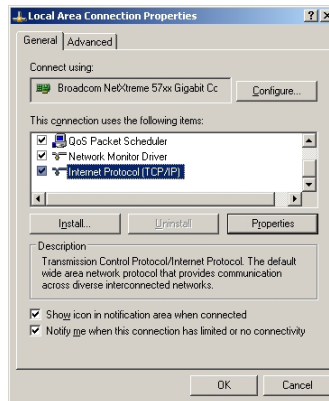 Local Area Connection Properties
General
Advanced
Connect using:
Broadcom NetXtreme 57xx Gigabit Cc
Configure...
This connection uses the following items:
QoS Packet Scheduler
Network Monitor Driver
Internet Protocol (TCP/IP)
Install...
Uninstall
Properties
Description
Transmission Control Protocol/Internet Protocol. The default
wide area network protocol that provides communication
across diverse interconnected networks.
Show icon in notification area when connected
Notify me when this connection has limited or no connectivity
OK
Cancel